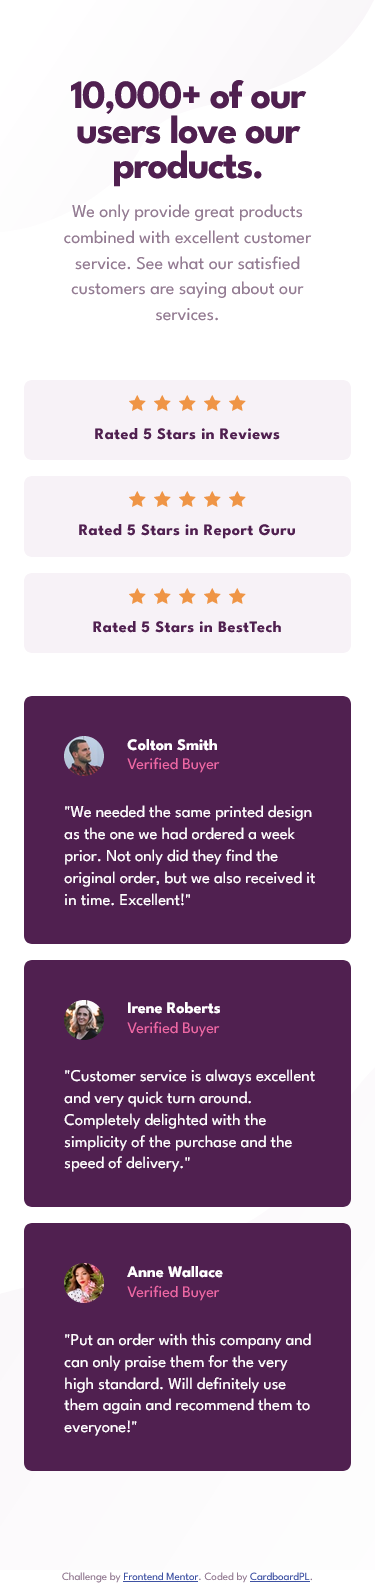 10,000+ of our
users love our
products.
We only provide great products
combined with excellent customer
service. See what our satisfied
customers are saying about our
services.
Rated 5 Stars in Reviews
Rated 5 Stars in Report Guru
Rated 5 Stars in BestTech
Colton Smith
Verified Buyer
"We needed the same printed design
as the one we had ordered a week
prior. Not only did they find the
original order, but we also received it
in time. Excellent!"
Irene Roberts
Verified Buyer
"Customer service is always excellent
and very quick turn around.
Completely delighted with the
simplicity of the purchase and the
speed of delivery."
Anne Wallace
Verified Buyer
"Put an order with this company and
can only praise them for the very
high standard. Will definitely use
them again and recommend them to
everyone!"
Challenge by Frontend Mentor. Coded by CardboardPL.